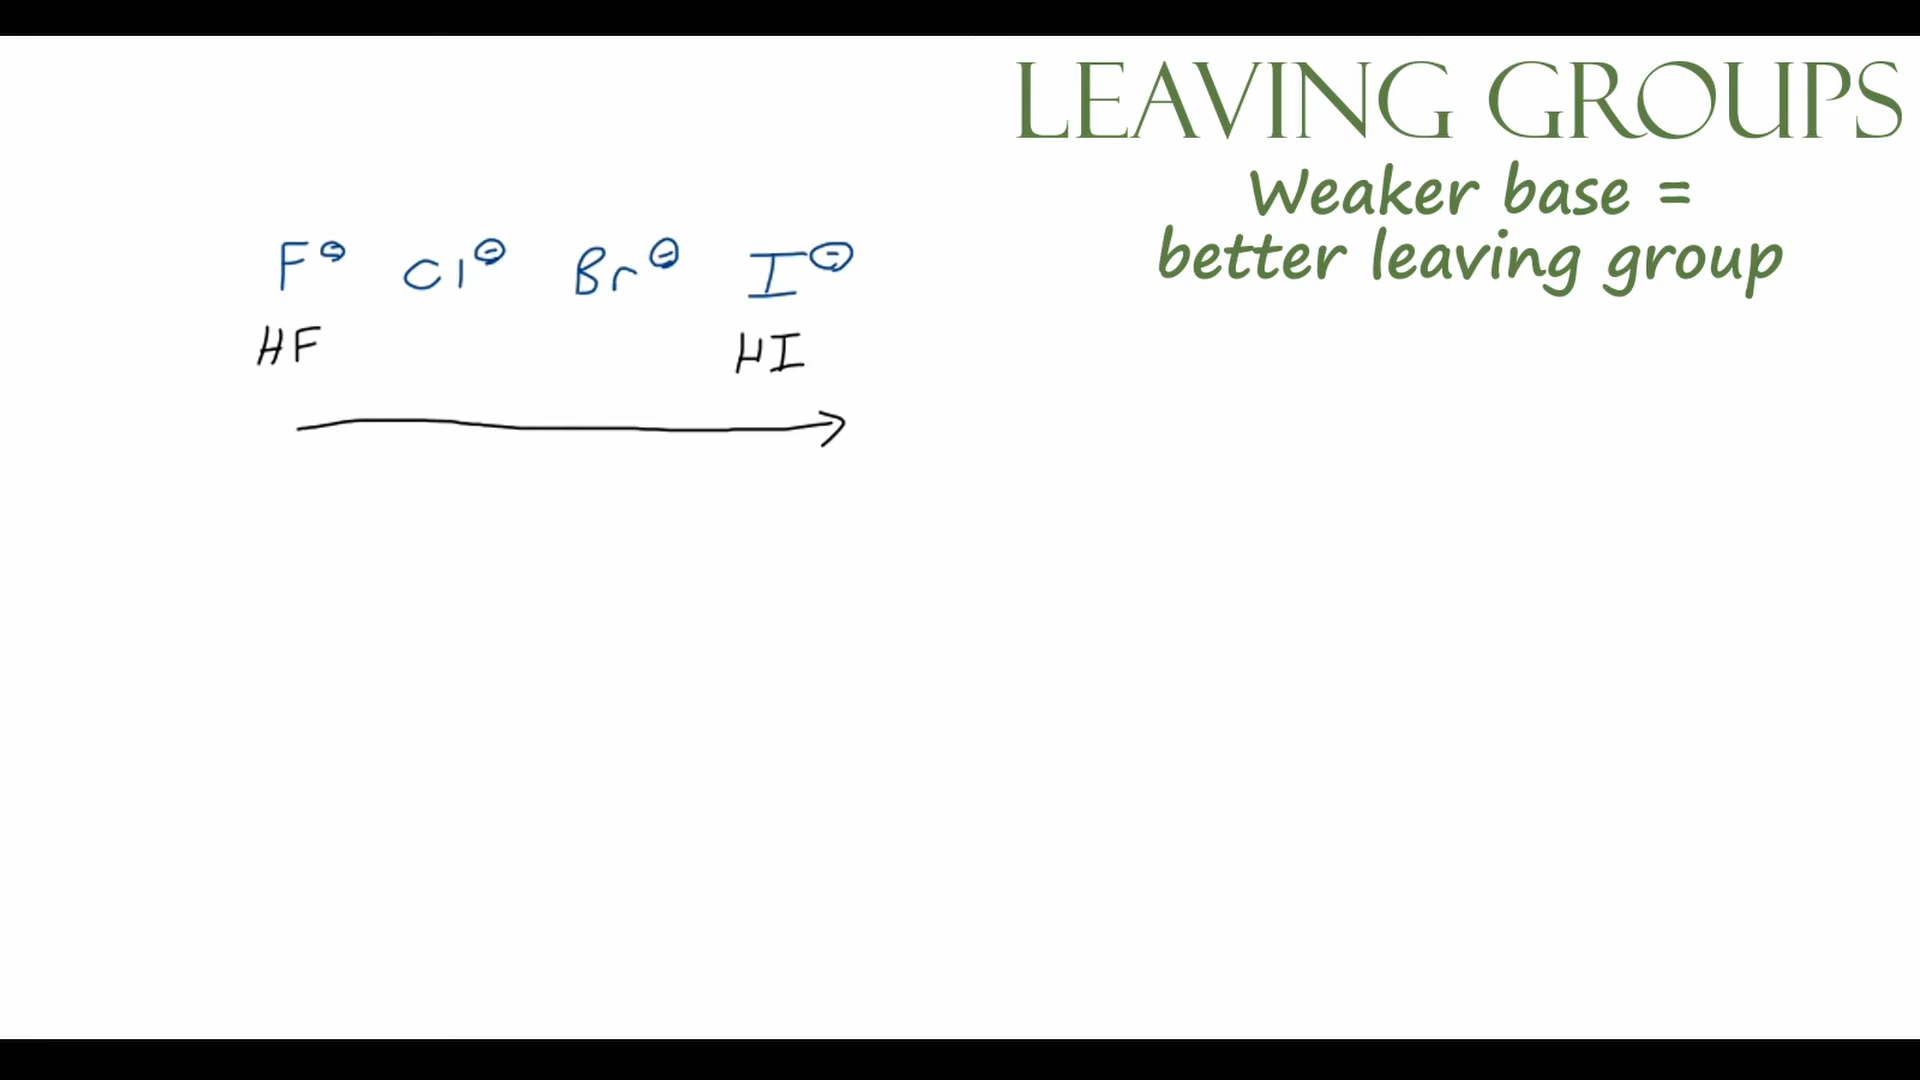 LEAVING GROUPS
Weaker base =
better leaving group
F⊖ Cl⊖ Br⊖ I⊖
HF HI